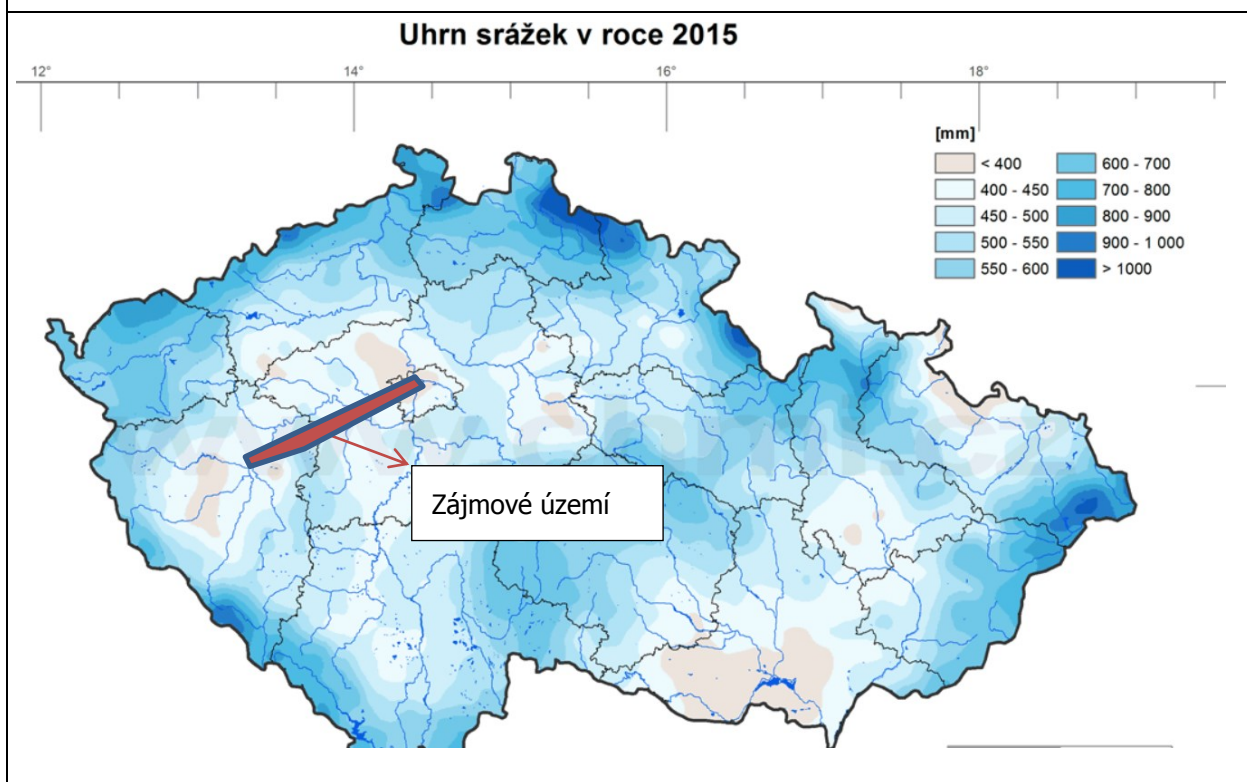 Uhrn srážek v roce 2015
12° 14° 16° 18°
[mm]
< 400 600 - 700
400 - 450 700 - 800
450 - 500 800 - 900
500 - 550 900 - 1 000
550 - 600 > 1000
Zájmové území